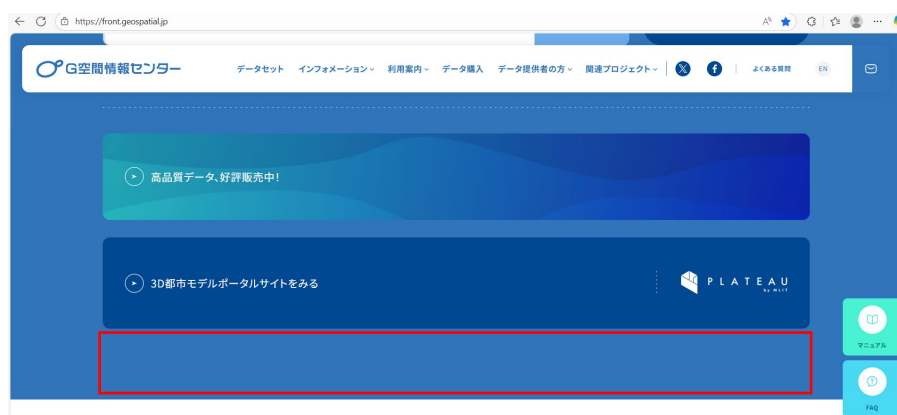 https://front.geospatial.jp
G空間情報センター
データセット インフォメーション 利用案内 データ購入 データ提供者の方 関連プロジェクト よくある質問 EN
高品質データ、好評販売中!
3D都市モデルポータルサイトをみる
PLATEAU
by MLIT
マニュアル
FAQ